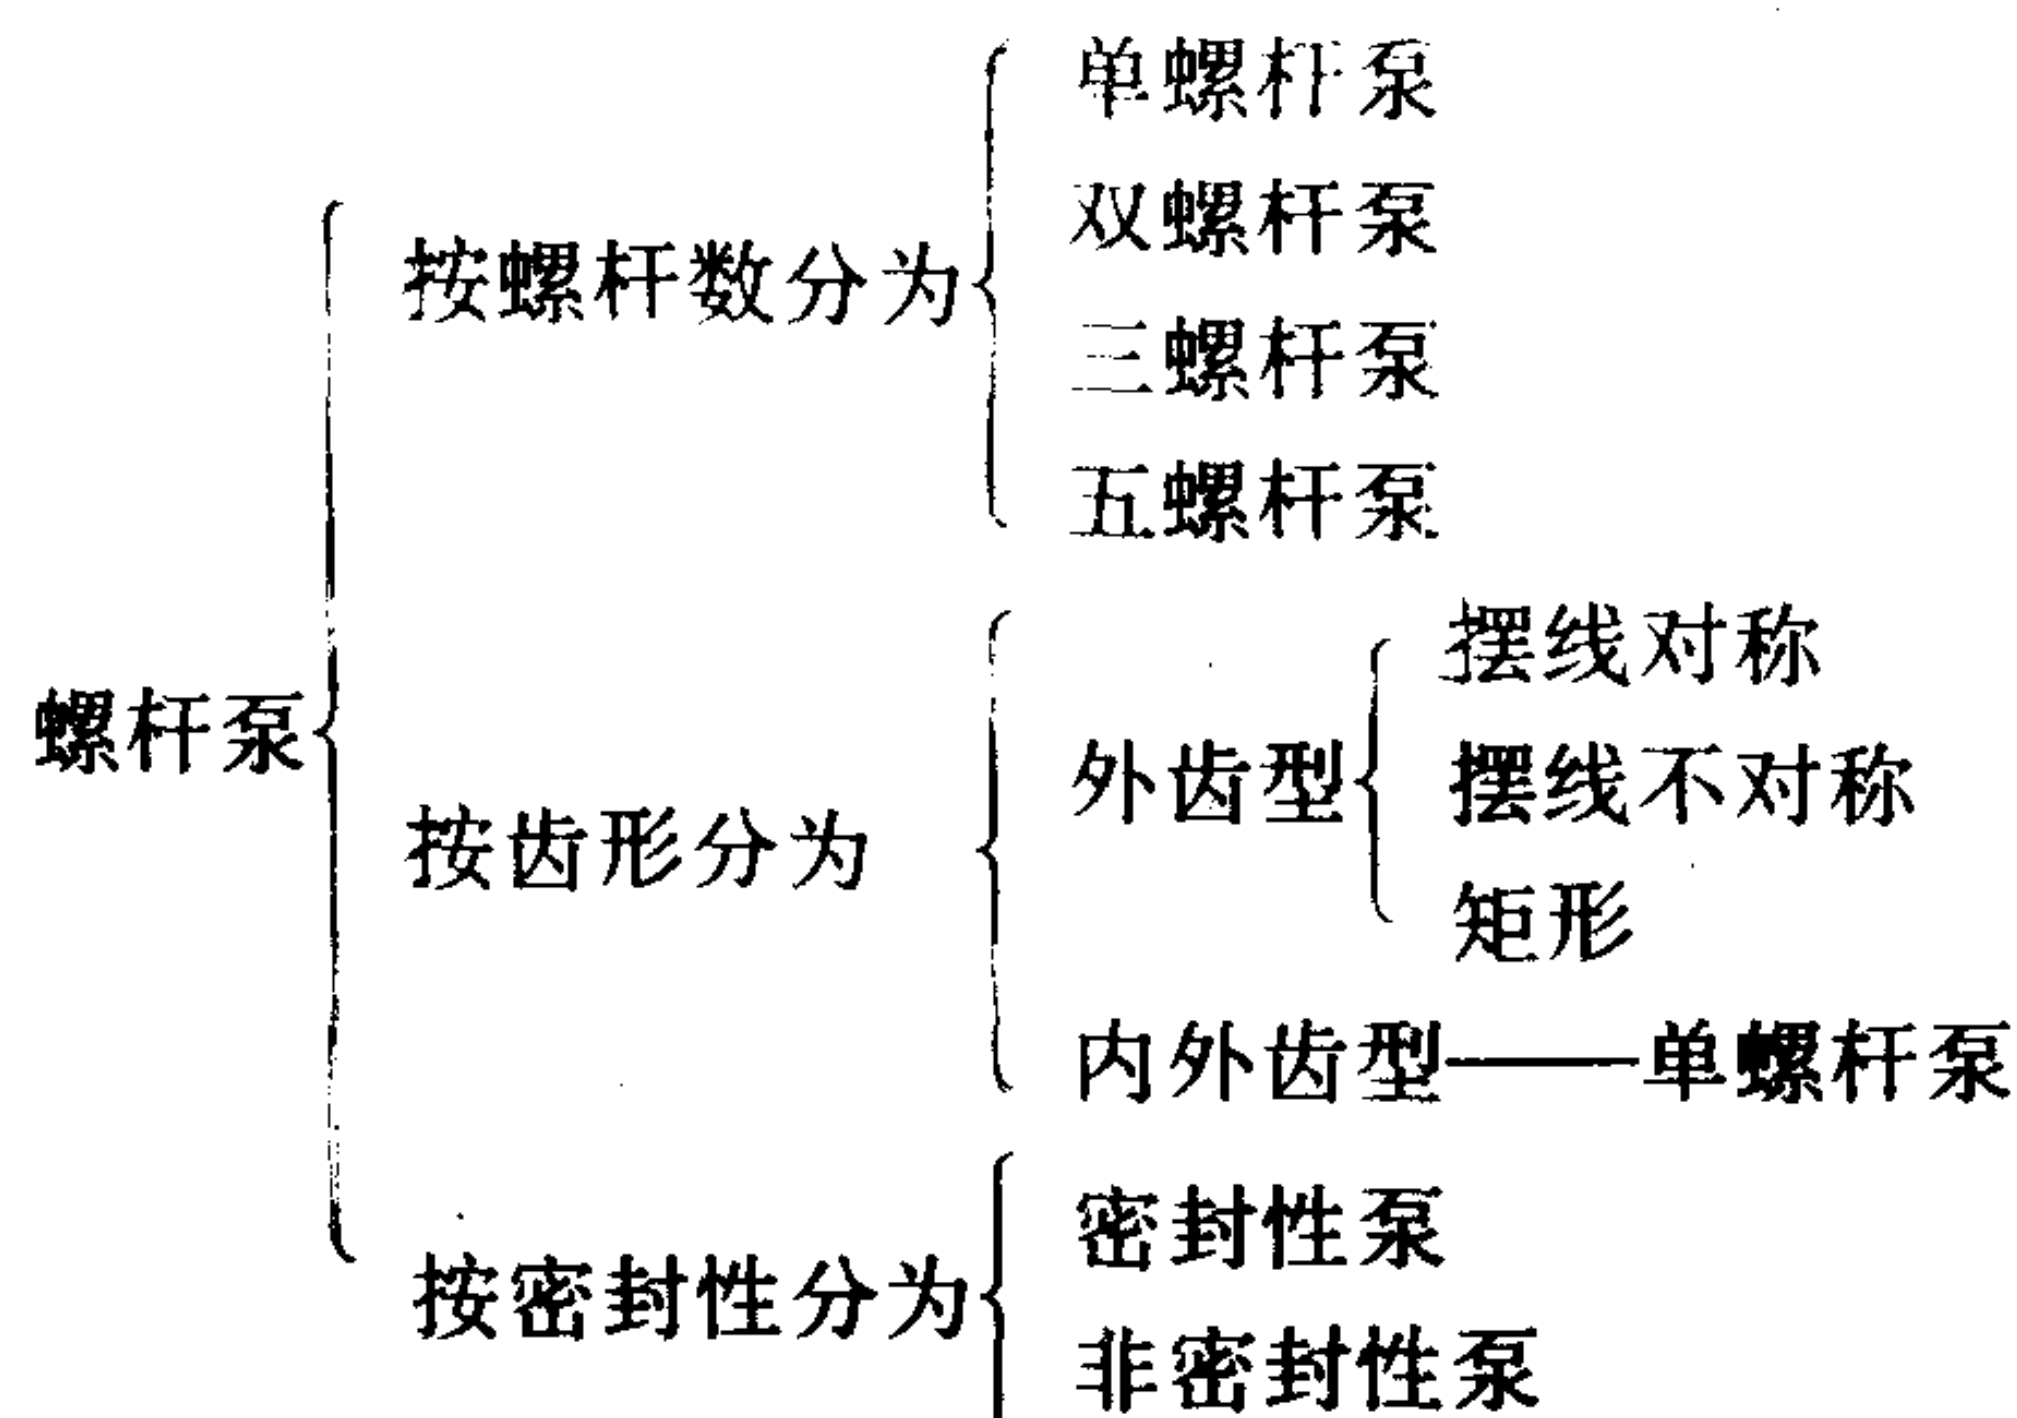 单螺杆泵
双螺杆泵
按螺杆数分为
三螺杆泵
五螺杆泵
摆线对称
螺杆泵
外齿型
摆线不对称
按齿形分为
矩形
内外齿型——单螺杆泵
密封性泵
按密封性分为
非密封性泵